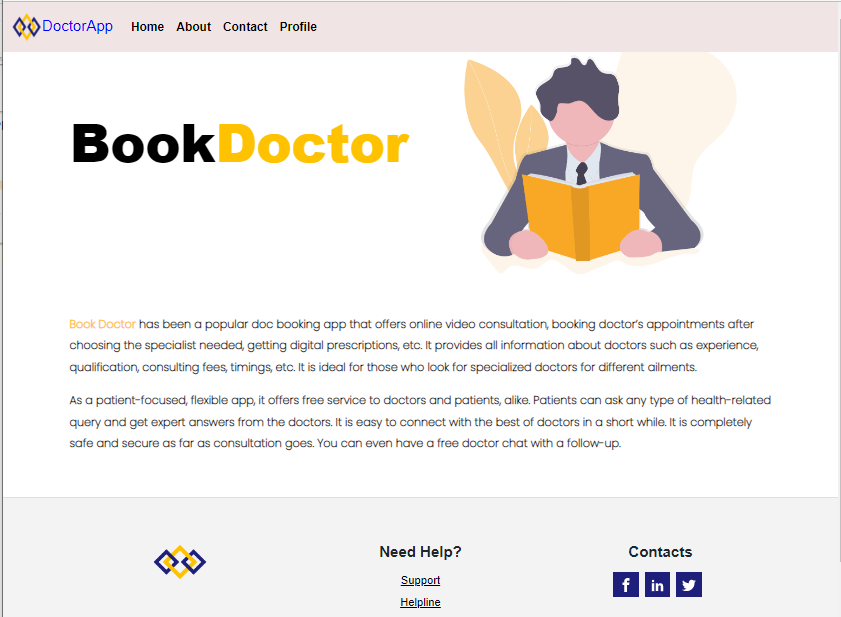 DoctorApp Home About Contact Profile
BookDoctor
Book Doctor has been a popular doc booking app that offers online video consultation, booking doctor's appointments after
choosing the specialist needed, getting digital prescriptions, etc. It provides all information about doctors such as experience,
qualification, consulting fees, timings, etc. It is ideal for those who look for specialized doctors for different ailments.
As a patient-focused, flexible app, it offers free service to doctors and patients, alike. Patients can ask any type of health-related
query and get expert answers from the doctors. It is easy to connect with the best of doctors in a short while. It is completely
safe and secure as far as consultation goes. You can even have a free doctor chat with a follow-up.
Need Help?
Support
Helpline
Contacts
f in